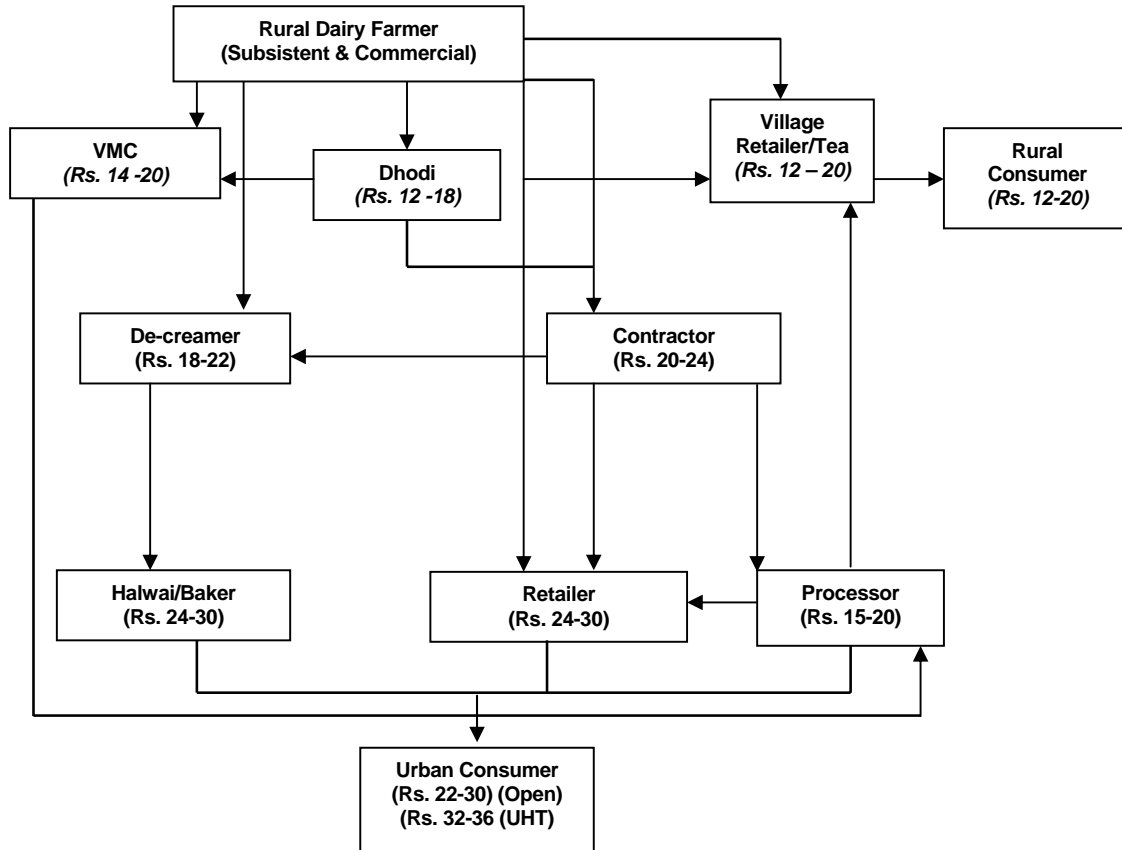 Rural Dairy Farmer
(Subsistent & Commercial)
VMC
(Rs. 14 -20)
Dhodi
(Rs. 12 -18)
Village
Retailer/Tea
(Rs. 12 – 20)
Rural
Consumer
(Rs. 12-20)
De-creamer
(Rs. 18-22)
Contractor
(Rs. 20-24)
Halwai/Baker
(Rs. 24-30)
Retailer
(Rs. 24-30)
Processor
(Rs. 15-20)
Urban Consumer
(Rs. 22-30) (Open)
(Rs. 32-36 (UHT)